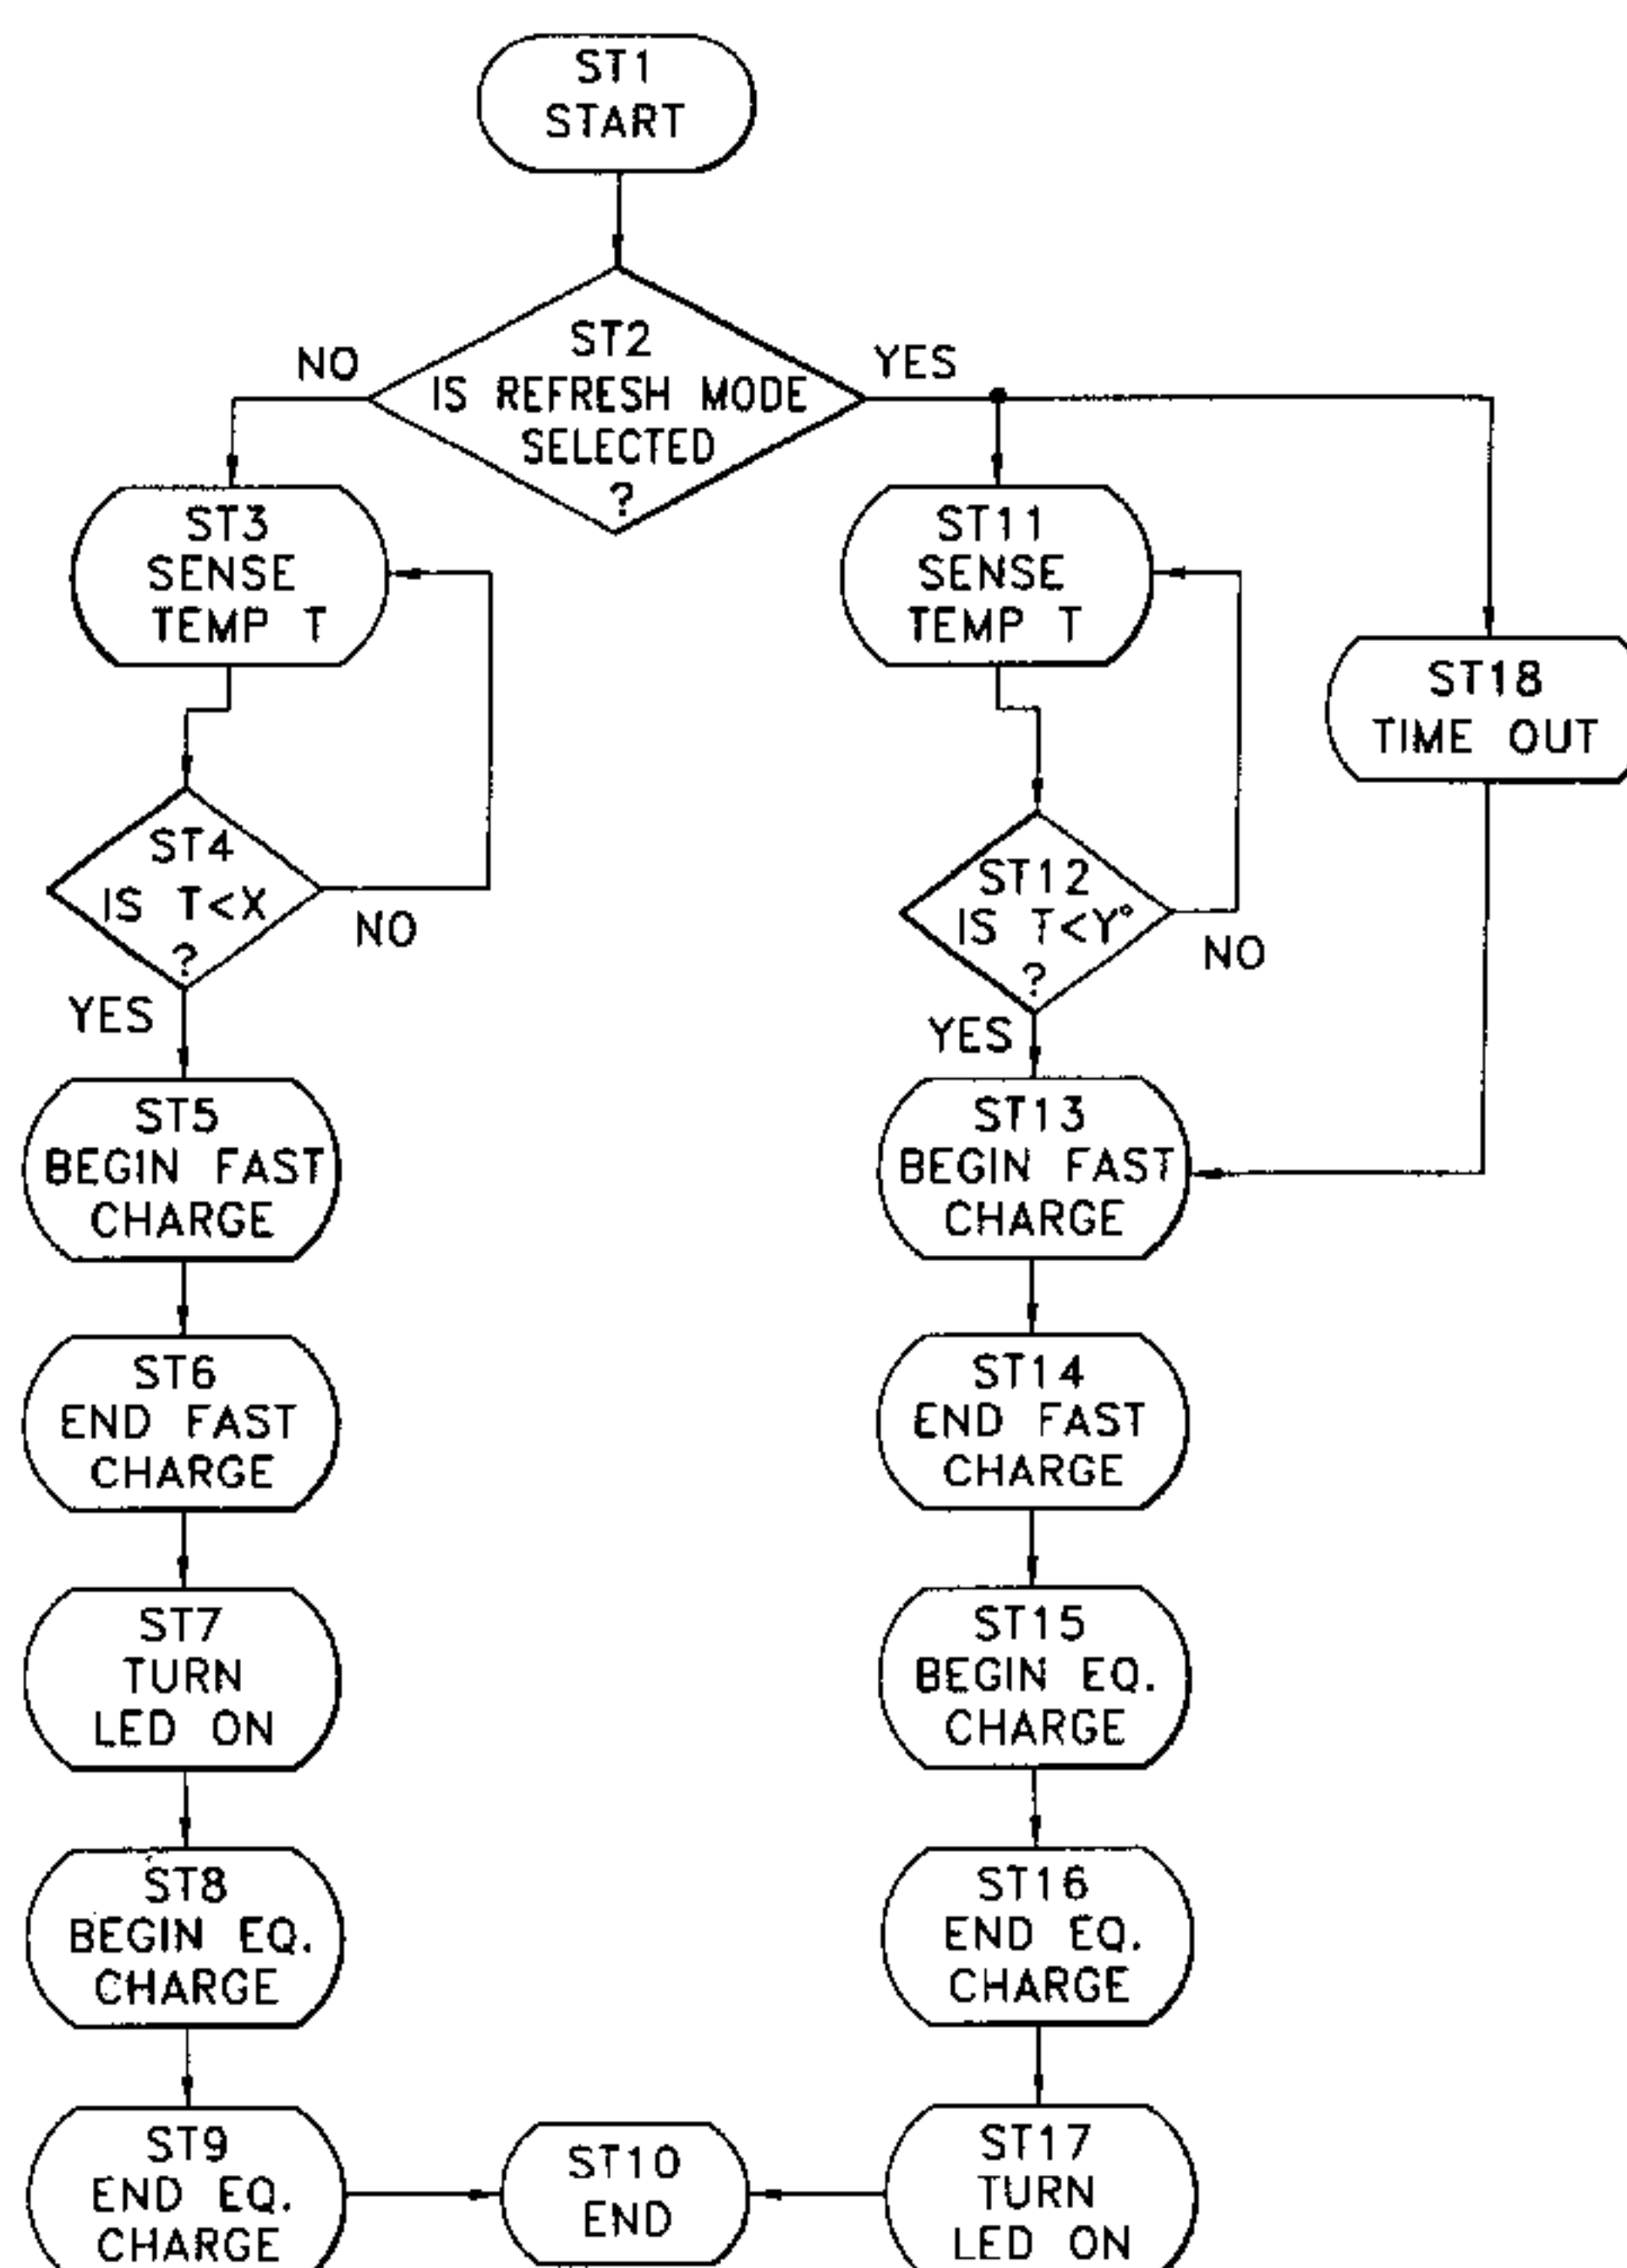 ST1
START
ST2
IS REFRESH MODE
SELECTED
?
NO
YES
ST3
SENSE
TEMP T
ST4
IS T<X
?
NO
YES
ST5
BEGIN FAST
CHARGE
ST6
END FAST
CHARGE
ST7
TURN
LED ON
ST8
BEGIN EQ.
CHARGE
ST9
END EQ.
CHARGE
ST10
END
ST11
SENSE
TEMP T
ST12
IS T<Y°
?
NO
YES
ST13
BEGIN FAST
CHARGE
ST14
END FAST
CHARGE
ST15
BEGIN EQ.
CHARGE
ST16
END EQ.
CHARGE
ST17
TURN
LED ON
ST18
TIME OUT